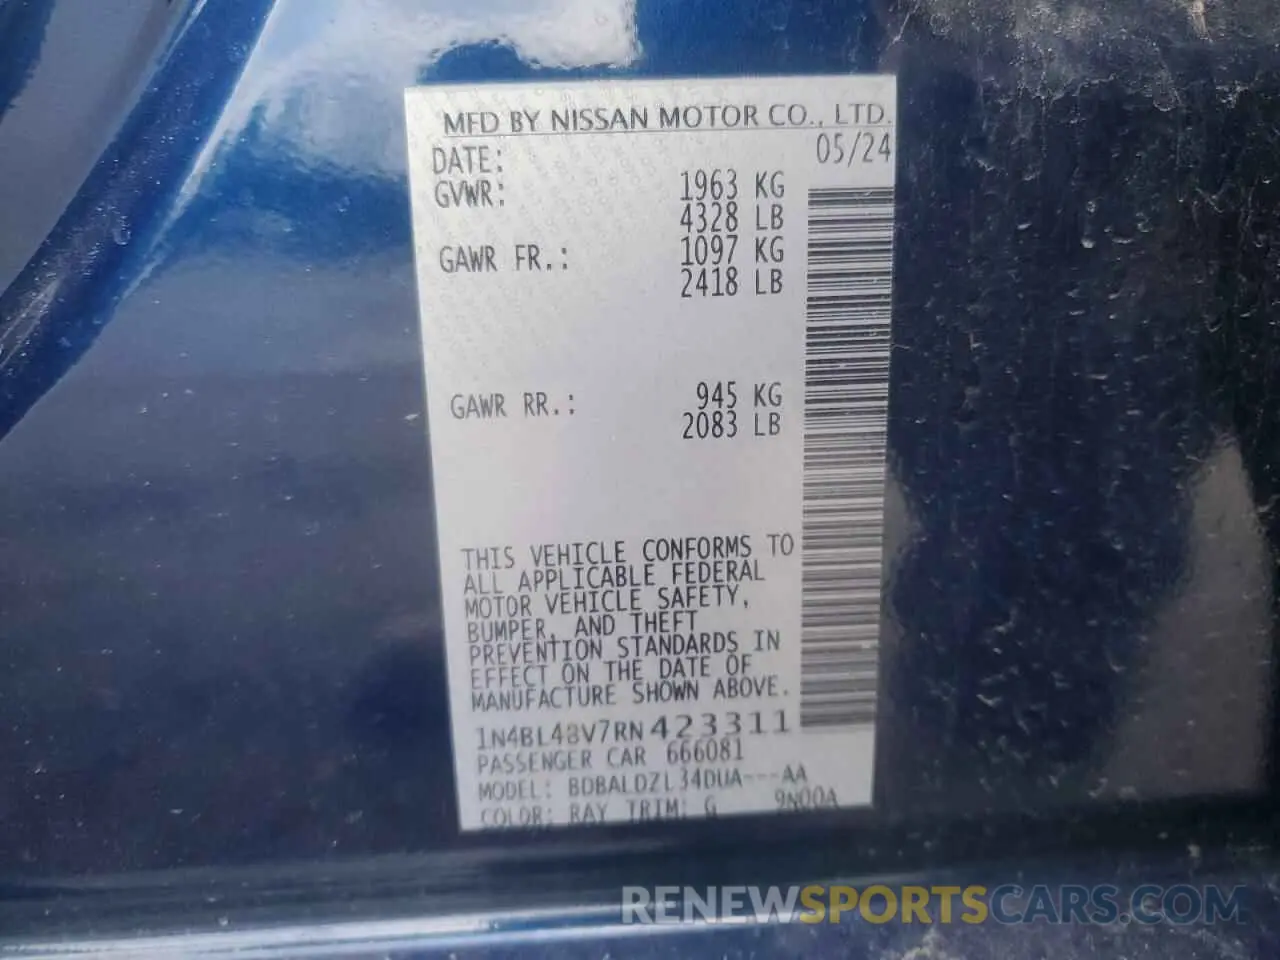 MFD BY NISSAN MOTOR CO., LTD.
DATE: 05/24
GVWR: 1963 KG
4328 LB
GAWR FR.: 1097 KG
2418 LB
GAWR RR.: 945 KG
2083 LB
THIS VEHICLE CONFORMS TO
ALL APPLICABLE FEDERAL
MOTOR VEHICLE SAFETY,
BUMPER, AND THEFT
PREVENTION STANDARDS IN
EFFECT ON THE DATE OF
MANUFACTURE SHOWN ABOVE.
1N4BL4BV7RN423311
PASSENGER CAR 666081
MODEL: BDBALDZL34DUA---AA
COLOR: RAY TRIM: G 9N00A
RENEWSPORTSCARS.COM